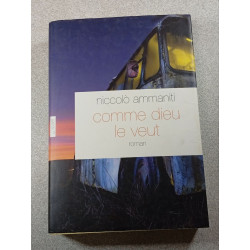 niccolò ammaniti
comme dieu
le veut
roman